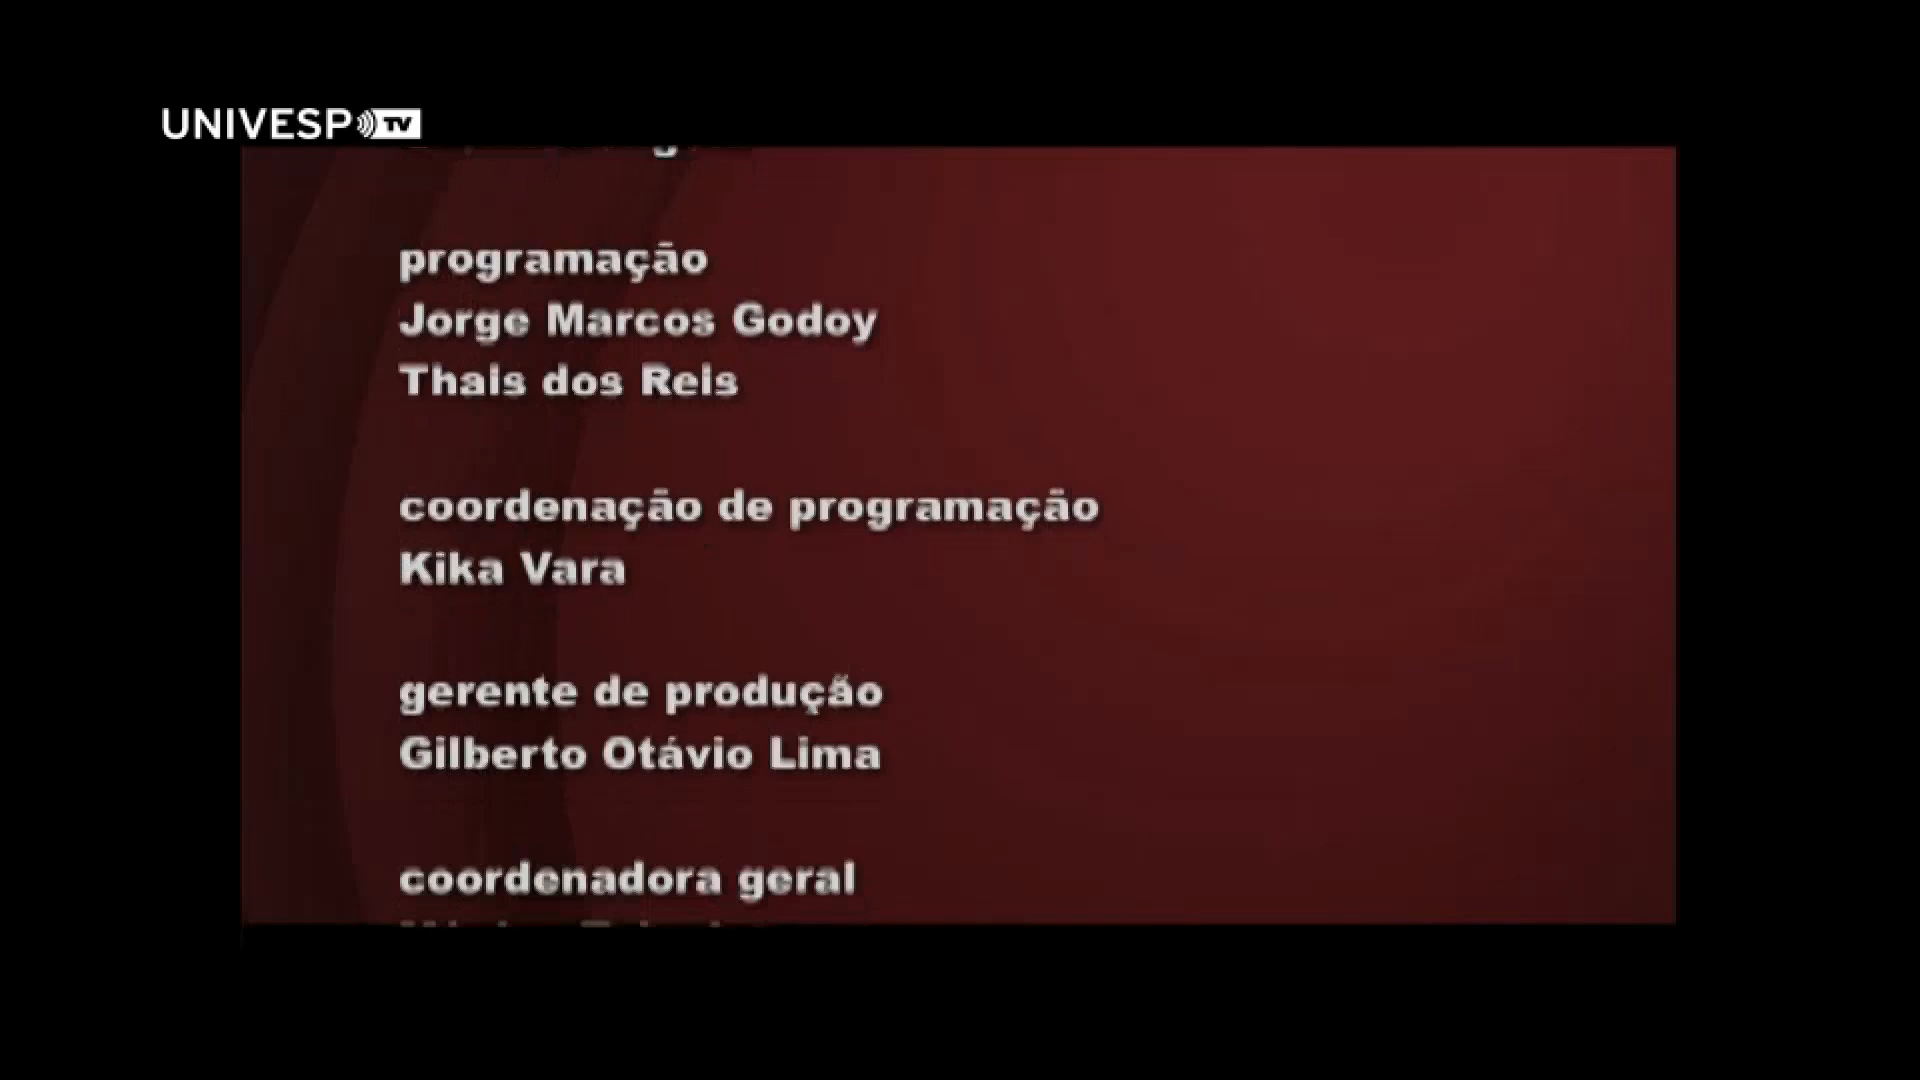 UNIVESP TV
programação
Jorge Marcos Godoy
Thais dos Reis
coordenação de programação
Kika Vara
gerente de produção
Gilberto Otávio Lima
coordenadora geral